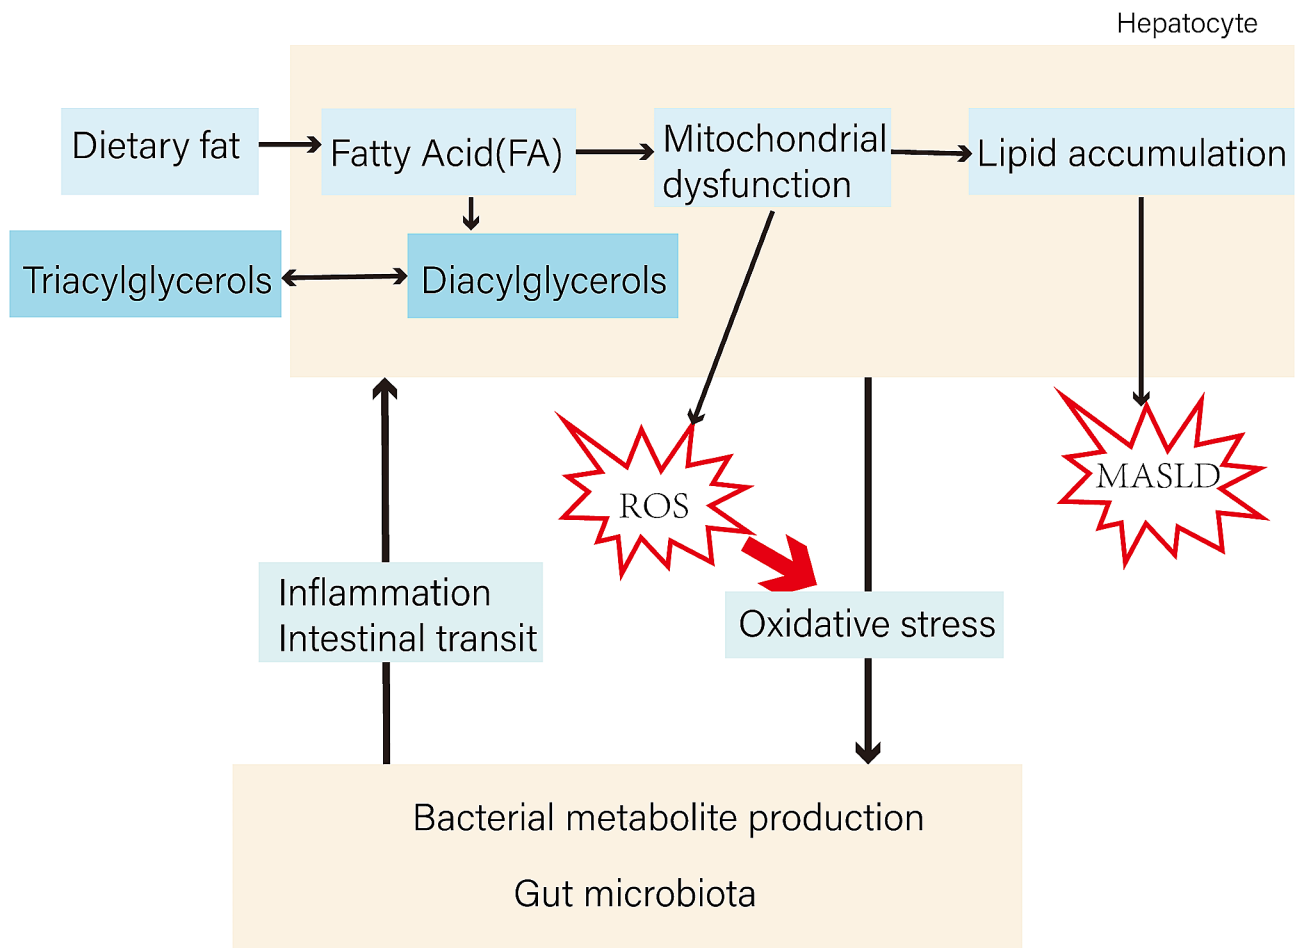 Hepatocyte
Dietary fat
Fatty Acid(FA)
Mitochondrial
dysfunction
Lipid accumulation
Triacylglycerols
Diacylglycerols
ROS
MASLD
Inflammation
Intestinal transit
Oxidative stress
Bacterial metabolite production
Gut microbiota